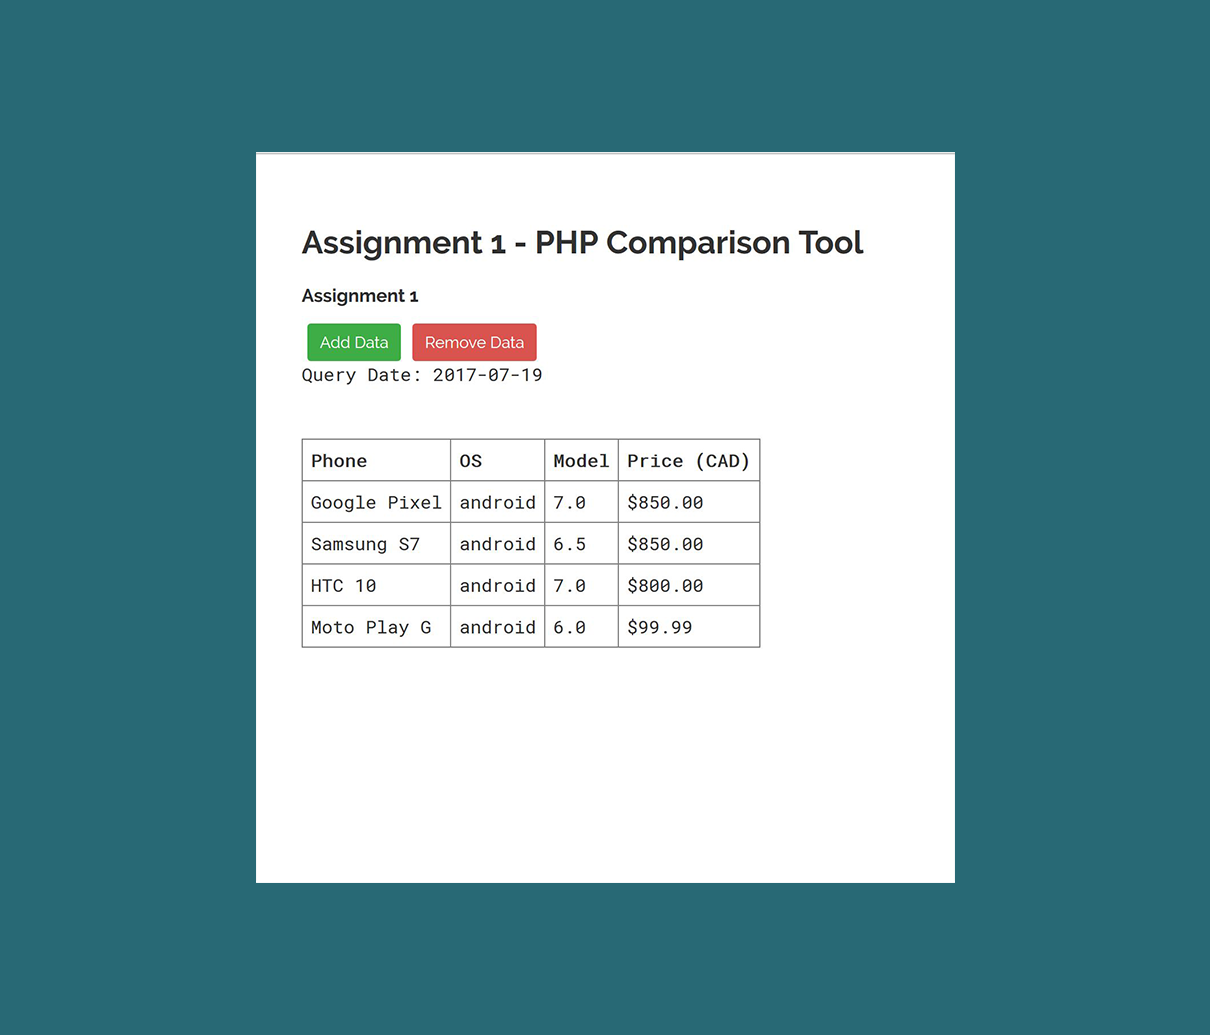 Assignment 1 - PHP Comparison Tool
Assignment 1
Add Data Remove Data
Query Date: 2017-07-19
Phone OS Model Price (CAD)
Google Pixel android 7.0 $850.00
Samsung S7 android 6.5 $850.00
HTC 10 android 7.0 $800.00
Moto Play G android 6.0 $99.99